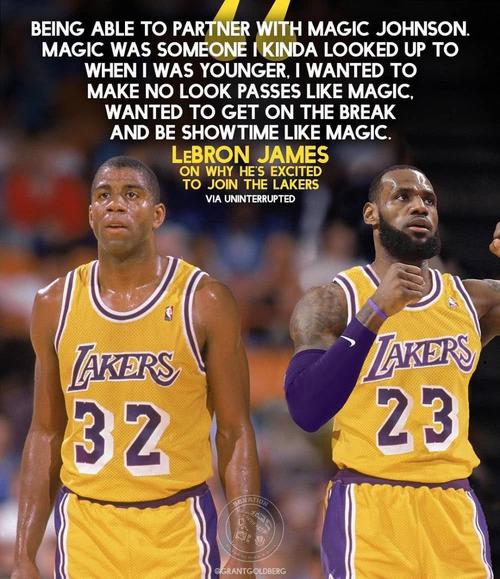 BEING ABLE TO PARTNER WITH MAGIC JOHNSON.
MAGIC WAS SOMEONE I KINDA LOOKED UP TO
WHEN I WAS YOUNGER, I WANTED TO
MAKE NO LOOK PASSES LIKE MAGIC,
WANTED TO GET ON THE BREAK
AND BE SHOWTIME LIKE MAGIC.
LEBRON JAMES
ON WHY HE'S EXCITED
TO JOIN THE LAKERS
VIA UNINTERRUPTED
LAKERS
32
LAKERS
23
SBNATION
@GRANTGOLDBERG